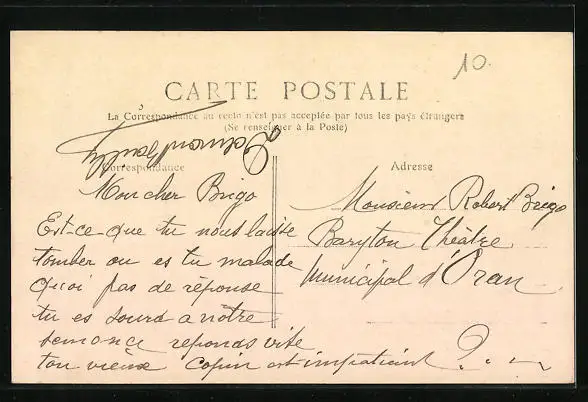 10.
CARTE POSTALE
La Correspondance au recto n'est pas acceptée par tous les pays étrangers
(Se renseigner à la Poste)
Correspondance
Mon cher Brigo
Est-ce que tu nous laisse
tomber ou es tu malade
quoi pas de réponse
tu es sourd a notre
semonce reponds vite
ton vieux copin est impatient ? . . ~
Adresse
Monsieur Robert Brigo
Baryton Théâtre
Municipal d'Oran